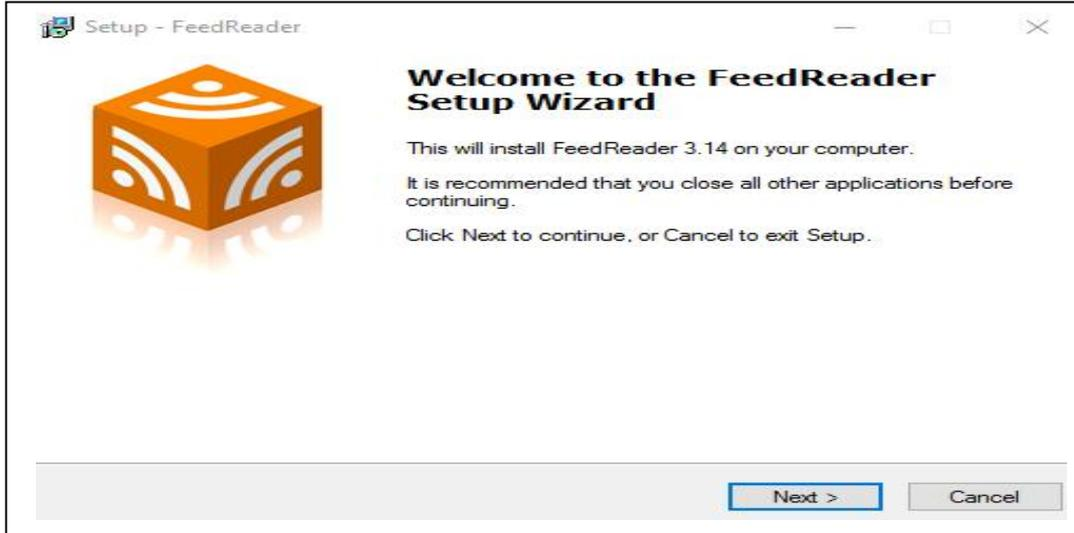 Setup - FeedReader
Welcome to the FeedReader
Setup Wizard
This will install FeedReader 3.14 on your computer.
It is recommended that you close all other applications before
continuing.
Click Next to continue, or Cancel to exit Setup.
Next >
Cancel